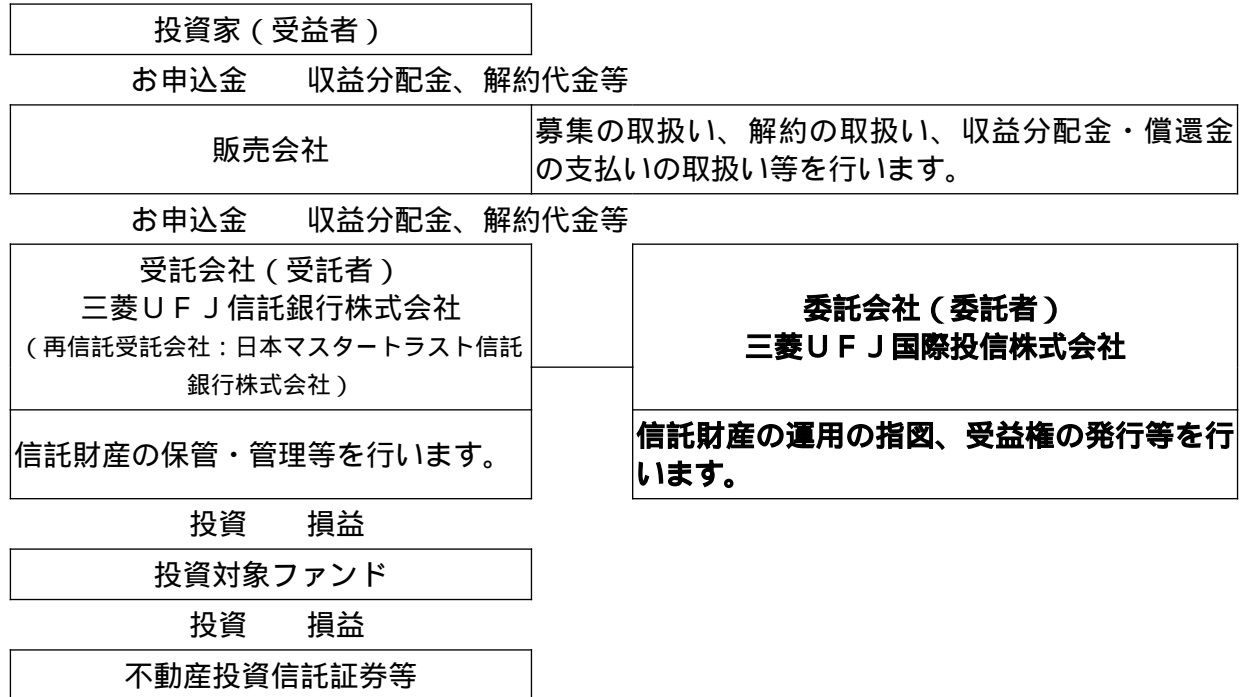 投資家(受益者)
お申込金　　収益分配金、解約代金等
販売会社
募集の取扱い、解約の取扱い、収益分配金・償還金
の支払いの取扱い等を行います。
お申込金　　収益分配金、解約代金等
受託会社(受託者)
三菱UFJ信託銀行株式会社
(再信託受託会社:日本マスタートラスト信託
銀行株式会社)
委託会社(委託者)
三菱UFJ国際投信株式会社
信託財産の保管・管理等を行います。
信託財産の運用の指図、受益権の発行等を行
います。
投資　　損益
投資対象ファンド
投資　　損益
不動産投資信託証券等